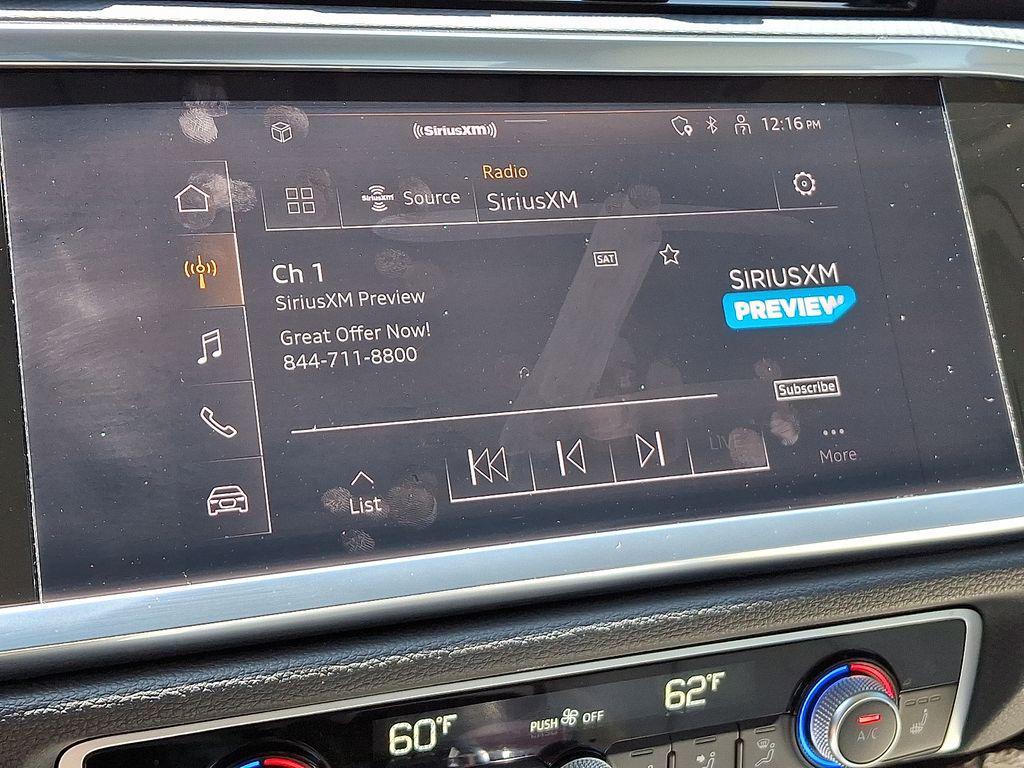 ((SiriusXM))
12:16 PM
Radio
SiriusXM Source
SiriusXM
Ch 1
SAT
SiriusXM Preview
SIRIUSXM
PREVIEW
Great Offer Now!
844-711-8800
Subscribe
LIVE
More
List
60°F
PUSH OFF
62°F
A/C